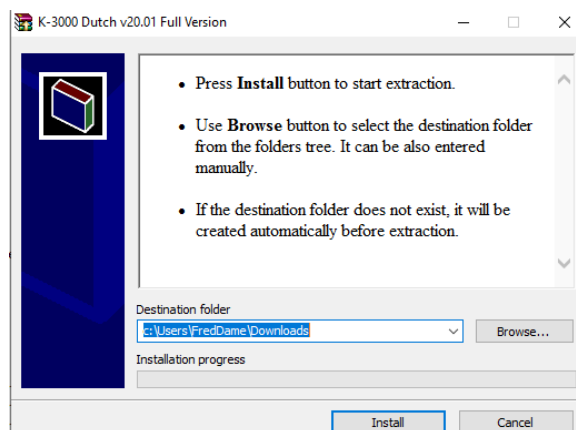 K-3000 Dutch v20.01 Full Version
• Press Install button to start extraction.
• Use Browse button to select the destination folder
from the folders tree. It can be also entered
manually.
• If the destination folder does not exist, it will be
created automatically before extraction.
Destination folder
c:\Users\FredDame\Downloads
Browse...
Installation progress
Install
Cancel